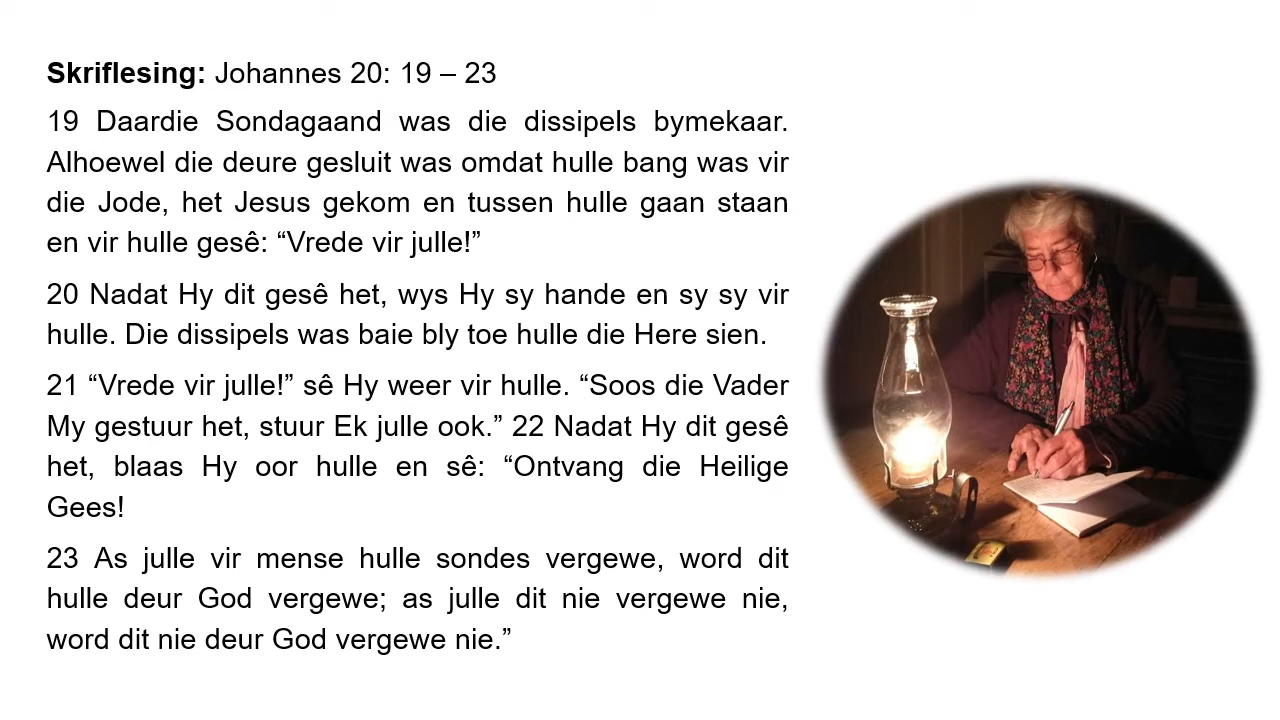 Skriflesing: Johannes 20: 19 – 23
19 Daardie Sondagaand was die dissipels bymekaar.
Alhoewel die deure gesluit was omdat hulle bang was vir
die Jode, het Jesus gekom en tussen hulle gaan staan
en vir hulle gesê: “Vrede vir julle!”
20 Nadat Hy dit gesê het, wys Hy sy hande en sy sy vir
hulle. Die dissipels was baie bly toe hulle die Here sien.
21 “Vrede vir julle!” sê Hy weer vir hulle. “Soos die Vader
My gestuur het, stuur Ek julle ook.” 22 Nadat Hy dit gesê
het, blaas Hy oor hulle en sê: “Ontvang die Heilige
Gees!
23 As julle vir mense hulle sondes vergewe, word dit
hulle deur God vergewe; as julle dit nie vergewe nie,
word dit nie deur God vergewe nie.”